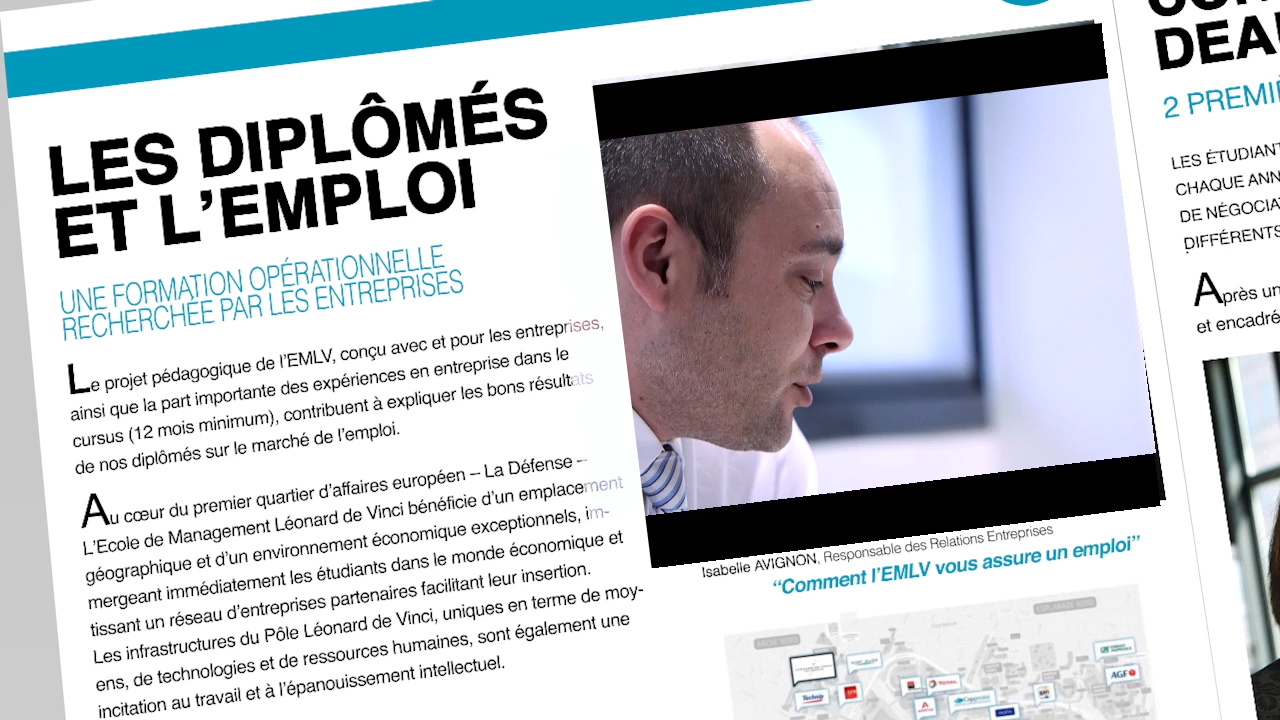 LES DIPLÔMÉS
ET L'EMPLOI
UNE FORMATION OPÉRATIONNELLE
RECHERCHÉE PAR LES ENTREPRISES
Le projet pédagogique de l'EMLV, conçu avec et pour les entreprises,
ainsi que la part importante des expériences en entreprise dans le
cursus (12 mois minimum), contribuent à expliquer les bons résultats
de nos diplômés sur le marché de l'emploi.
Au cœur du premier quartier d'affaires européen – La Défense –
L'Ecole de Management Léonard de Vinci bénéficie d'un emplacement
géographique et d'un environnement économique exceptionnels, im-
mergeant immédiatement les étudiants dans le monde économique et
tissant un réseau d'entreprises partenaires facilitant leur insertion.
Les infrastructures du Pôle Léonard de Vinci, uniques en terme de moy-
ens, de technologies et de ressources humaines, sont également une
incitation au travail et à l'épanouissement intellectuel.
Isabelle AVIGNON, Responsable des Relations Entreprises
“Comment l'EMLV vous assure un emploi”
ESPLANADE NORD
ARCHE NORD
Technip
TOTAL
AREVA
Capgemini
AGF
DEA
2 PREMI
LES ÉTUDIANT
CHAQUE ANN
DE NÉGOCIA
DIFFÉRENTS
Après un
et encadré